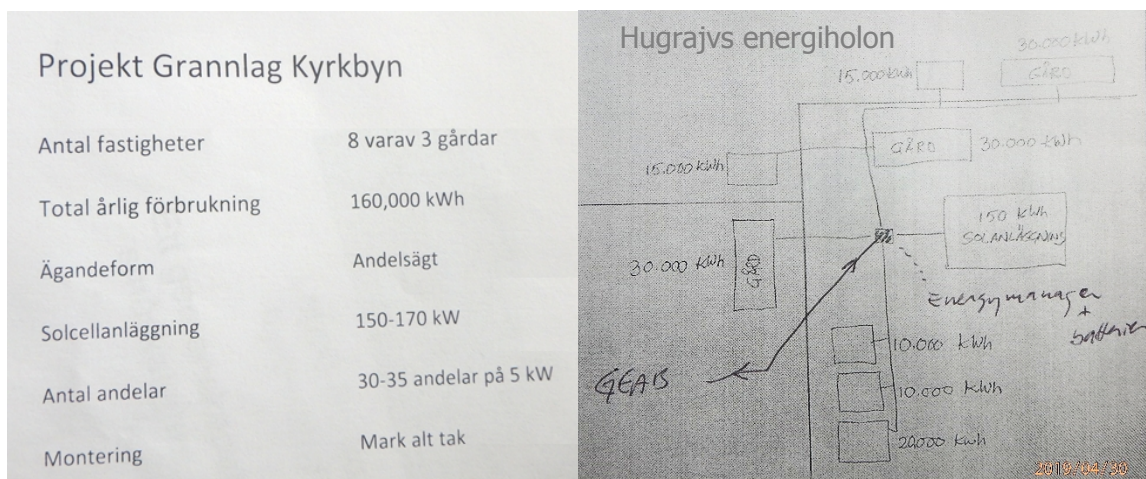 Projekt Grannlag Kyrkbyn
Antal fastigheter 8 varav 3 gårdar
Total årlig förbrukning 160,000 kWh
Ägandeform Andelsägt
Solcellanläggning 150-170 kW
Antal andelar 30-35 andelar på 5 kW
Montering Mark alt tak
Hugrajvs energiholon
30.000 kWh
15.000 kWh
GÅRD
GÅRD 30.000 kWh
15.000 kWh
150 kWh
SOLANLÄGGNING
30.000 kWh GÅRD
Energymanager
+
batterier
10.000 kWh
GEAB
10.000 kWh
20.000 kWh
2019/04/30